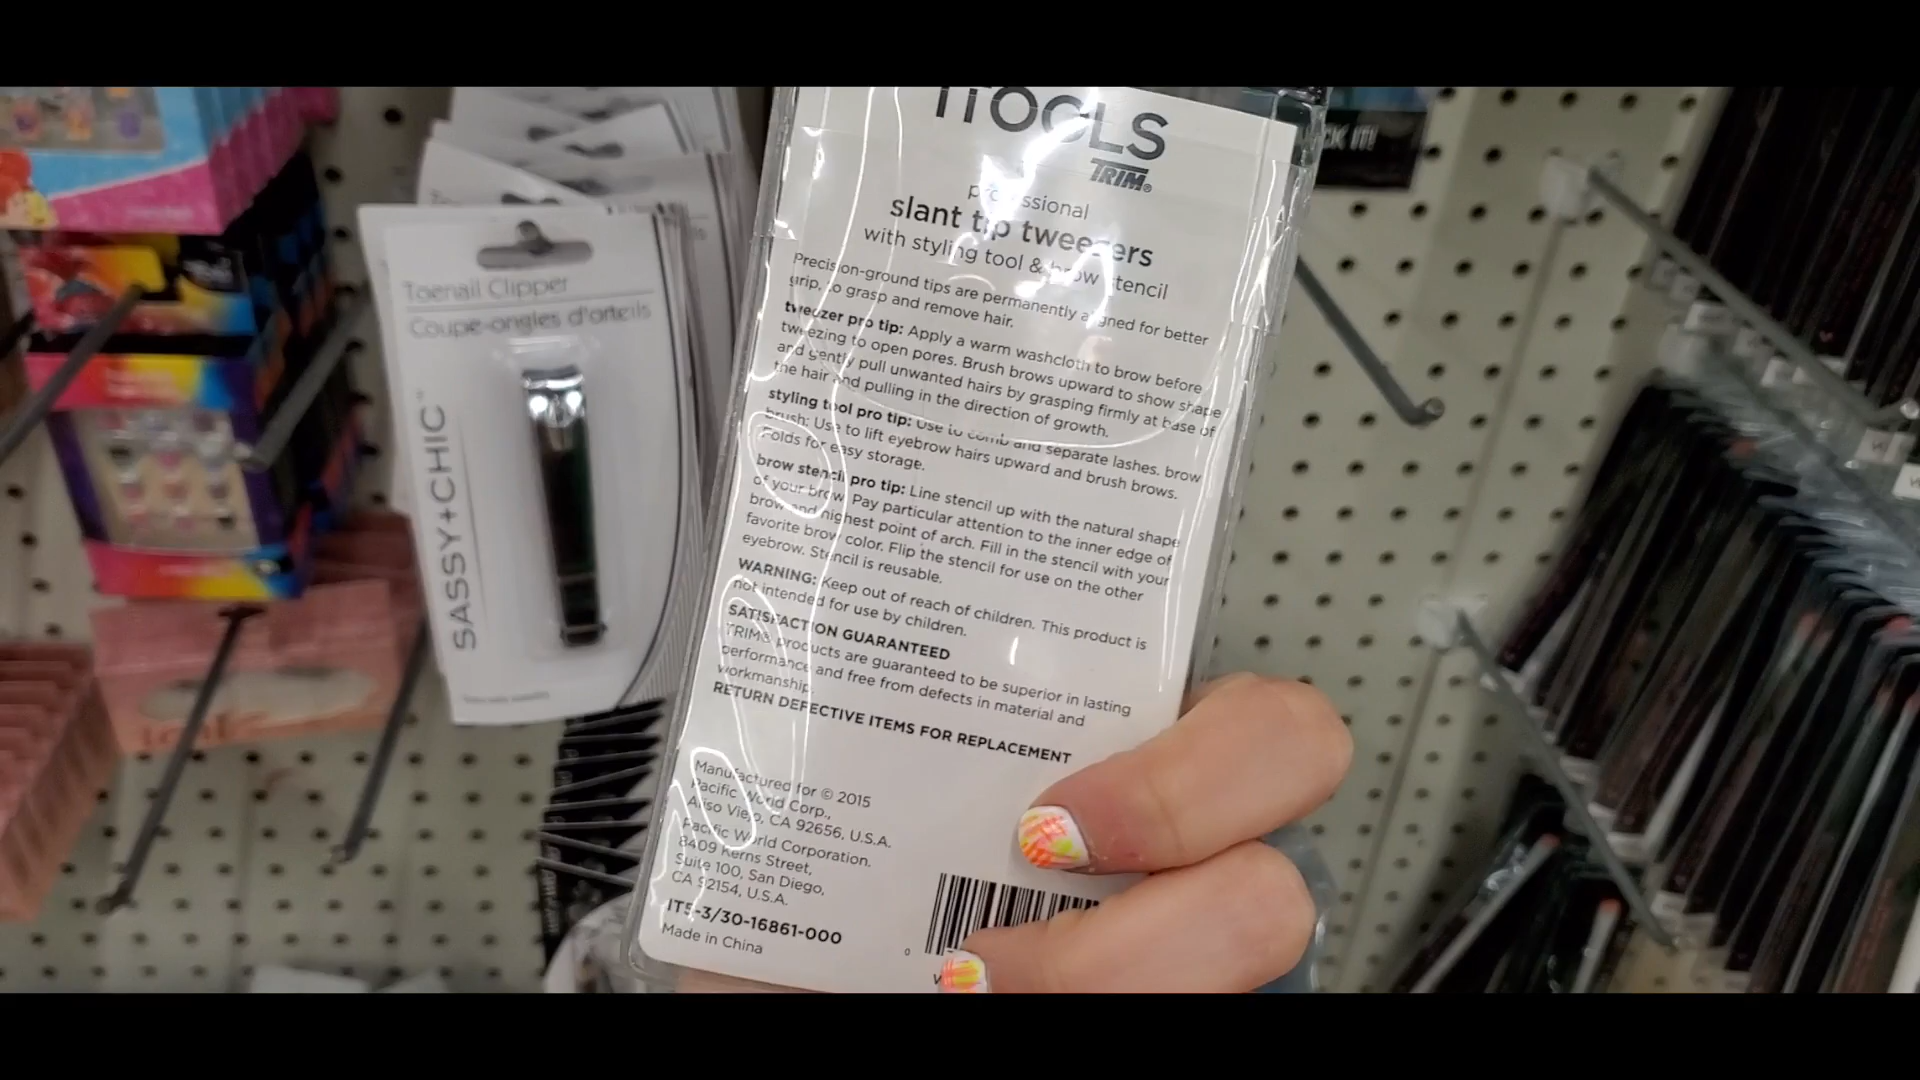 ITOOLS
TRIM®
professional
slant tip tweezers
with styling tool & brow stencil
Precision-ground tips are permanently aligned for better
grip, to grasp and remove hair.
tweezer pro tip: Apply a warm washcloth to brow before
tweezing to open pores. Brush brows upward to show shape
and gently pull unwanted hairs by grasping firmly at base of
the hair and pulling in the direction of growth.
styling tool pro tip: Use to comb and separate lashes. brow
brush: Use to lift eyebrow hairs upward and brush brows.
Folds for easy storage.
brow stencil pro tip: Line stencil up with the natural shape
of your brow. Pay particular attention to the inner edge of
brow and highest point of arch. Fill in the stencil with your
favorite brow color. Flip the stencil for use on the other
eyebrow. Stencil is reusable.
WARNING: Keep out of reach of children. This product is
not intended for use by children.
SATISFACTION GUARANTEED
TRIM® products are guaranteed to be superior in lasting
performance and free from defects in material and
workmanship.
RETURN DEFECTIVE ITEMS FOR REPLACEMENT
Manufactured for © 2015
Pacific World Corp.,
Aliso Viejo, CA 92656, U.S.A.
Pacific World Corporation.
8409 Kerns Street,
Suite 100, San Diego,
CA 92154, U.S.A.
IT5-3/30-16861-000
Made in China
0
Toenail Clipper
Coupe-ongles d'orteils
SASSY+CHIC™
CK IT!